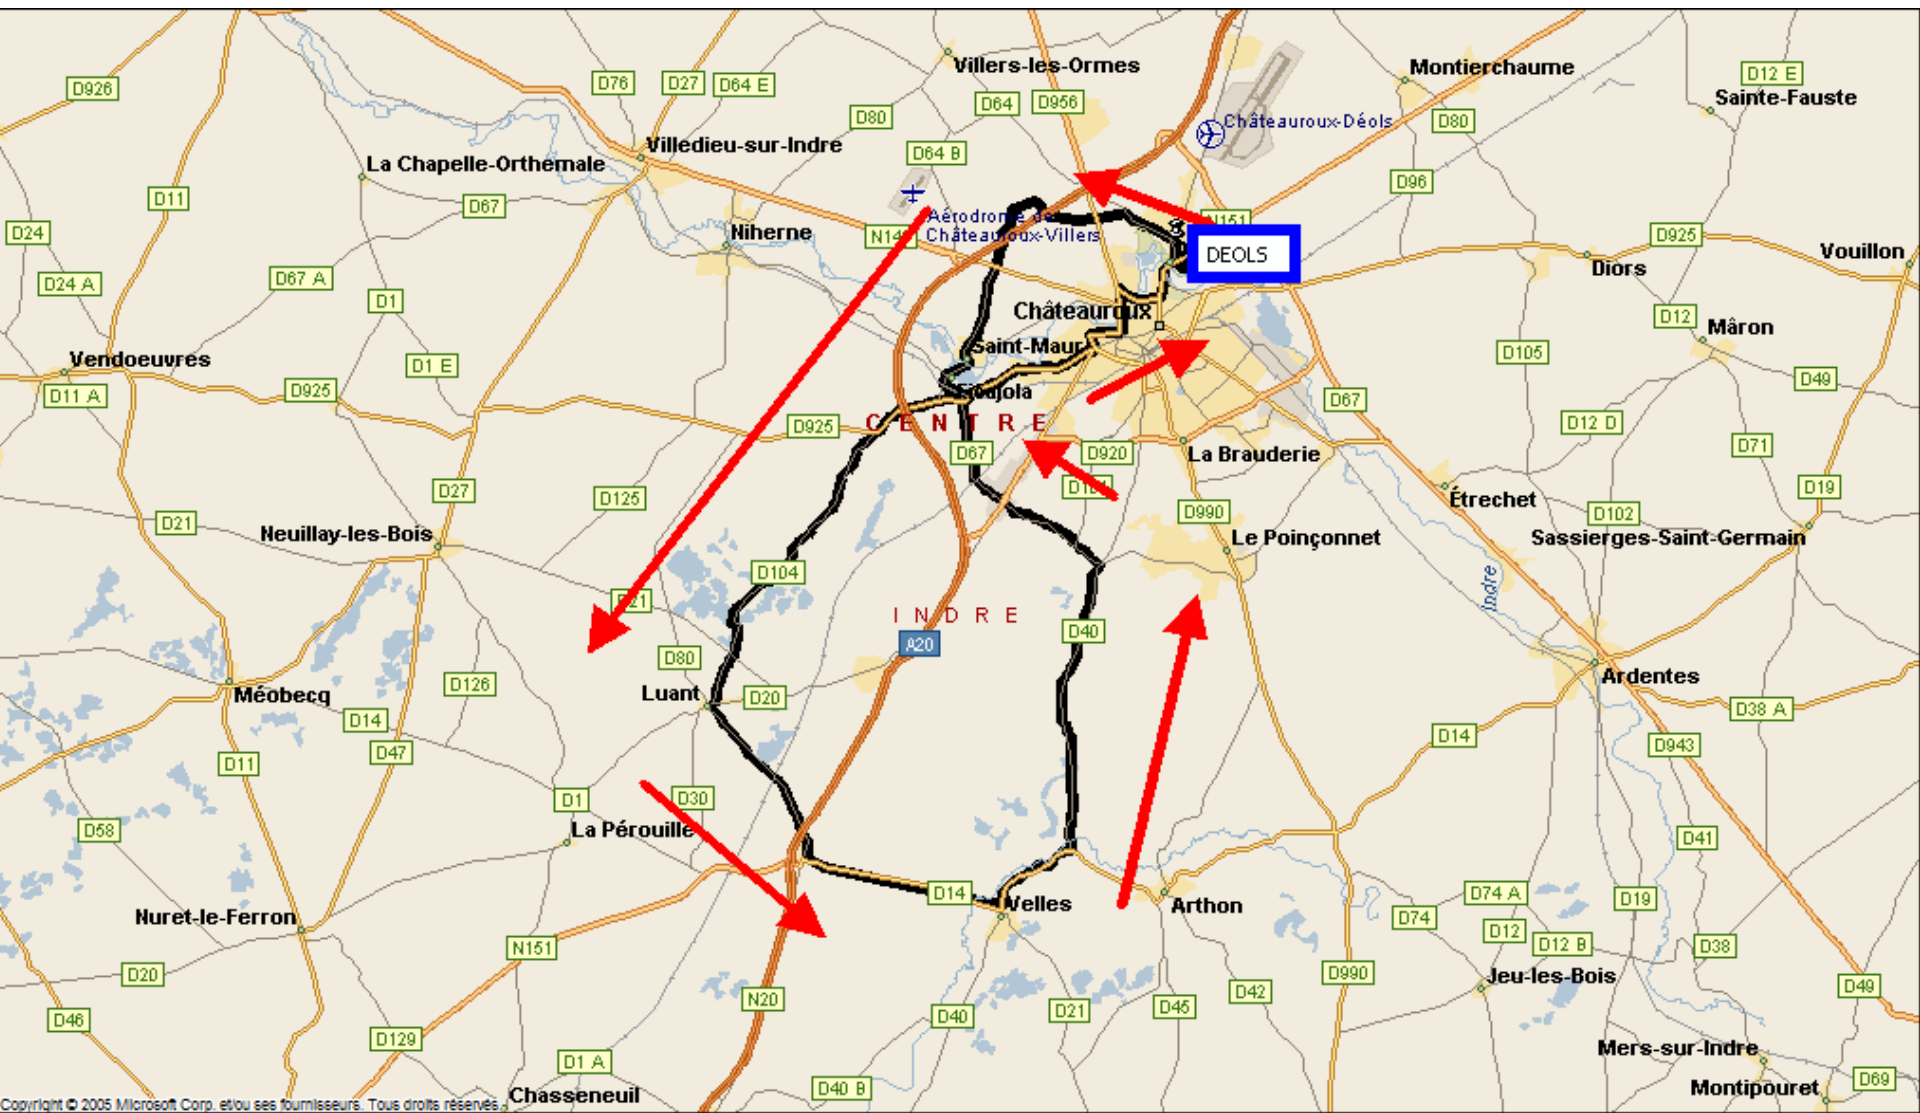 Villers-les-Ormes
Montierchaume
D926
D76
D27
D64 E
D12 E
Sainte-Fauste
D64
D956
D80
Châteauroux-Déols
D80
Villedieu-sur-Indre
La Chapelle-Orthemale
D64 B
D96
D11
D67
Aérodrome de
Châteauroux-Villers
N151
D24
Niherne
D925
Vouillon
DEOLS
Diors
D67 A
D24 A
D1
Châteauroux
D12
Mâron
Saint-Maur
D105
Vendoeuvres
D1 E
D49
D11 A
D925
D67
CENTRE
D925
D12 D
D71
D67
D920
La Brauderie
D27
D125
D19
Étrechet
D990
D102
D21
Neuillay-les-Bois
Le Poinçonnet
Sassierges-Saint-Germain
D104
Indre
D21
INDRE
D40
A20
D80
Ardentes
D126
Luant
D20
Méobecq
D14
D38 A
D14
D943
D47
D11
D1
D30
D58
La Pérouille
D41
D14
Velles
Arthon
D74 A
D19
Nuret-le-Ferron
D74
D12
D12 B
D38
N151
D20
D990
Jeu-les-Bois
D49
N20
D42
D46
D40
D21
D45
D129
Mers-sur-Indre
D1 A
D69
D40 B
Montipouret
Chasseneuil
Copyright © 2005 Microsoft Corp. et/ou ses fournisseurs. Tous droits réservés.